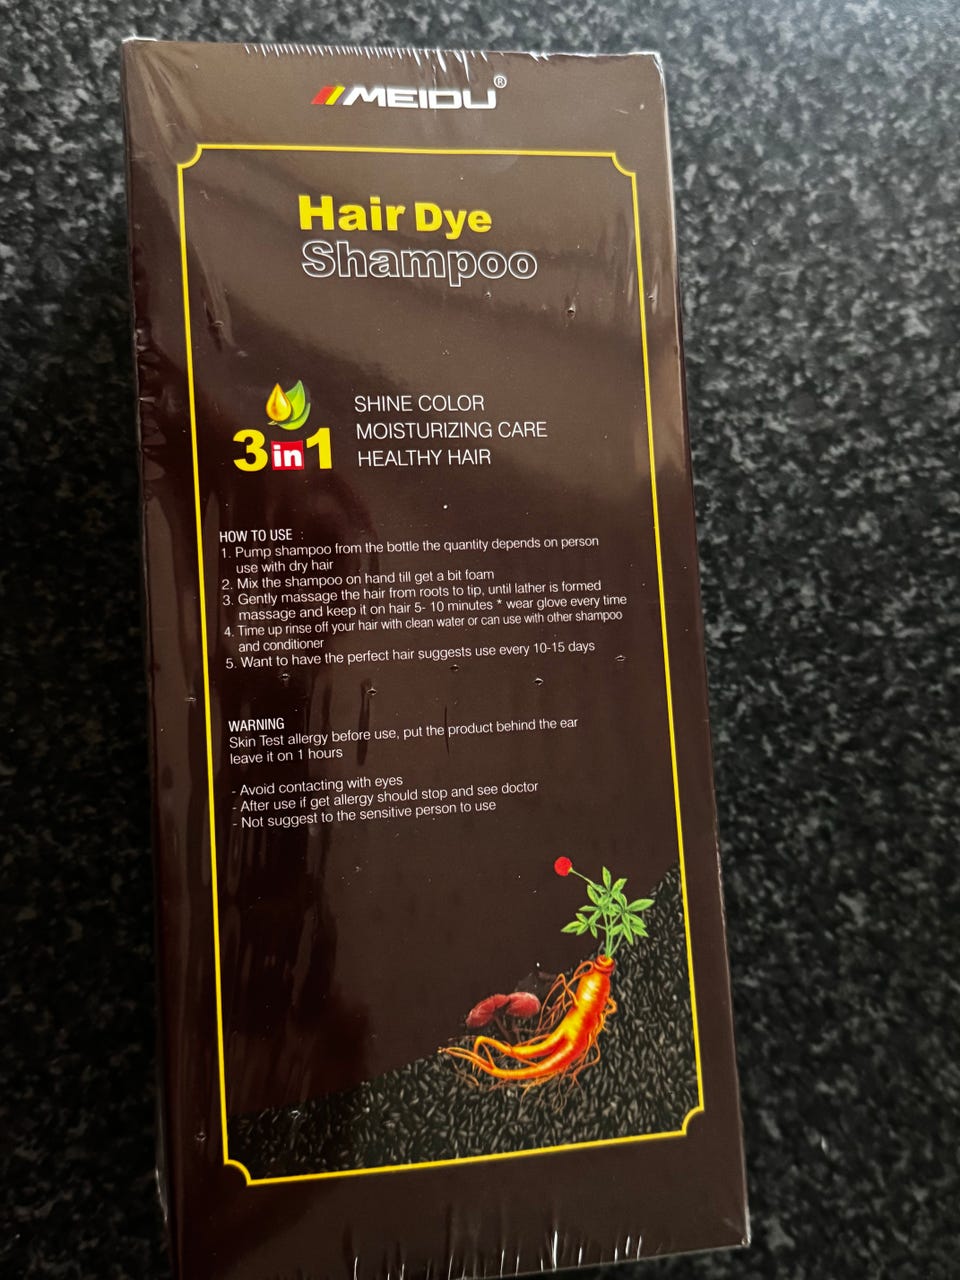 MEIDU®
Hair Dye
Shampoo
3in1
SHINE COLOR
MOISTURIZING CARE
HEALTHY HAIR
HOW TO USE :
1. Pump shampoo from the bottle the quantity depends on person
use with dry hair
2. Mix the shampoo on hand till get a bit foam
3. Gently massage the hair from roots to tip, until lather is formed
massage and keep it on hair 5- 10 minutes * wear glove every time
4. Time up rinse off your hair with clean water or can use with other shampoo
and conditioner
5. Want to have the perfect hair suggests use every 10-15 days
WARNING
Skin Test allergy before use, put the product behind the ear
leave it on 1 hours
- Avoid contacting with eyes
- After use if get allergy should stop and see doctor
- Not suggest to the sensitive person to use